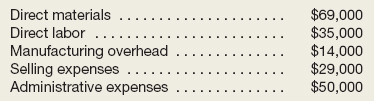 Direct materials . . . . . . . . . . . . . . . . . . . . . . $69,000
Direct labor . . . . . . . . . . . . . . . . . . . . . . . . . $35,000
Manufacturing overhead . . . . . . . . . . . . . . $14,000
Selling expenses . . . . . . . . . . . . . . . . . . . . . $29,000
Administrative expenses . . . . . . . . . . . . . . . $50,000